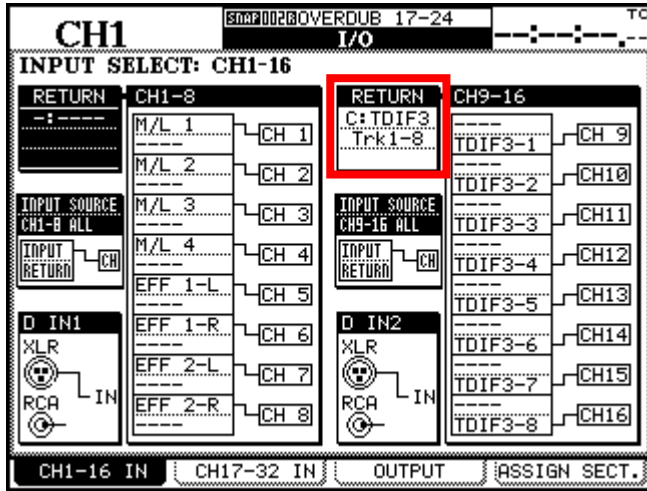 CH1
SNAP002 OVERDUB 17-24
I/O
TC
--:--:--.--
INPUT SELECT: CH1-16
RETURN
-:----
CH1-8
M/L 1
----
CH 1
M/L 2
----
CH 2
M/L 3
----
CH 3
M/L 4
----
CH 4
EFF 1-L
----
CH 5
EFF 1-R
----
CH 6
EFF 2-L
----
CH 7
EFF 2-R
----
CH 8
INPUT SOURCE
CH1-8 ALL
INPUT
RETURN
CH
D IN1
XLR
RCA
IN
RETURN
C:TDIF3
Trk1-8
CH9-16
----
TDIF3-1
CH 9
----
TDIF3-2
CH10
----
TDIF3-3
CH11
----
TDIF3-4
CH12
----
TDIF3-5
CH13
----
TDIF3-6
CH14
----
TDIF3-7
CH15
----
TDIF3-8
CH16
INPUT SOURCE
CH9-16 ALL
INPUT
RETURN
CH
D IN2
XLR
RCA
IN
CH1-16 IN
CH17-32 IN
OUTPUT
ASSIGN SECT.